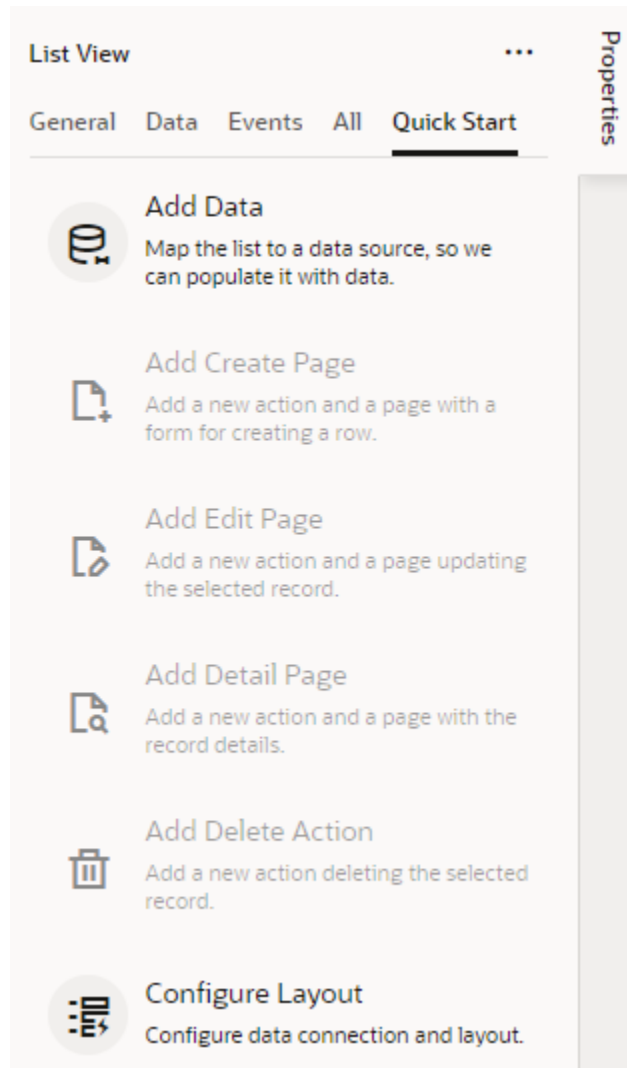 List View
Properties
General Data Events All Quick Start
Add Data
Map the list to a data source, so we
can populate it with data.
Add Create Page
Add a new action and a page with a
form for creating a row.
Add Edit Page
Add a new action and a page updating
the selected record.
Add Detail Page
Add a new action and a page with the
record details.
Add Delete Action
Add a new action deleting the selected
record.
Configure Layout
Configure data connection and layout.